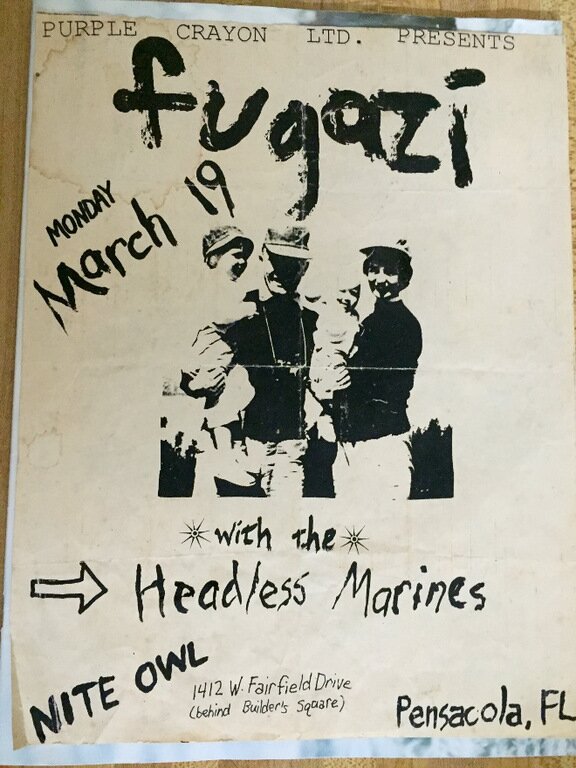 PURPLE CRAYON LTD. PRESENTS
fugazi
MONDAY
March 19
with the
Headless Marines
NITE OWL
1412 W. Fairfield Drive
(behind Builder's Square)
Pensacola, FL